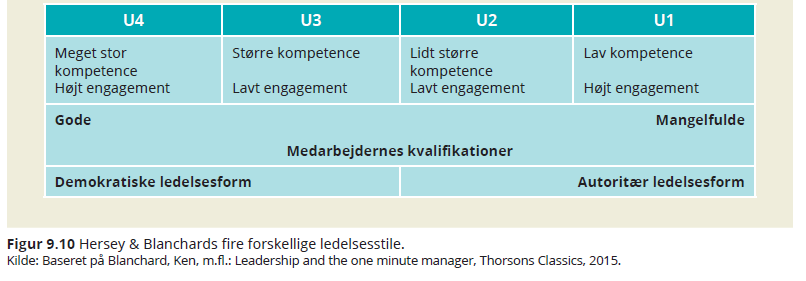 U4 U3 U2 U1
Meget stor kompetence
Højt engagement
Større kompetence
Lavt engagement
Lidt større kompetence
Lavt engagement
Lav kompetence
Højt engagement
Gode Mangelfulde
Medarbejdernes kvalifikationer
Demokratiske ledelsesform Autoritær ledelsesform
Figur 9.10 Hersey & Blanchards fire forskellige ledelsesstile.
Kilde: Baseret på Blanchard, Ken, m.fl.: Leadership and the one minute manager, Thorsons Classics, 2015.